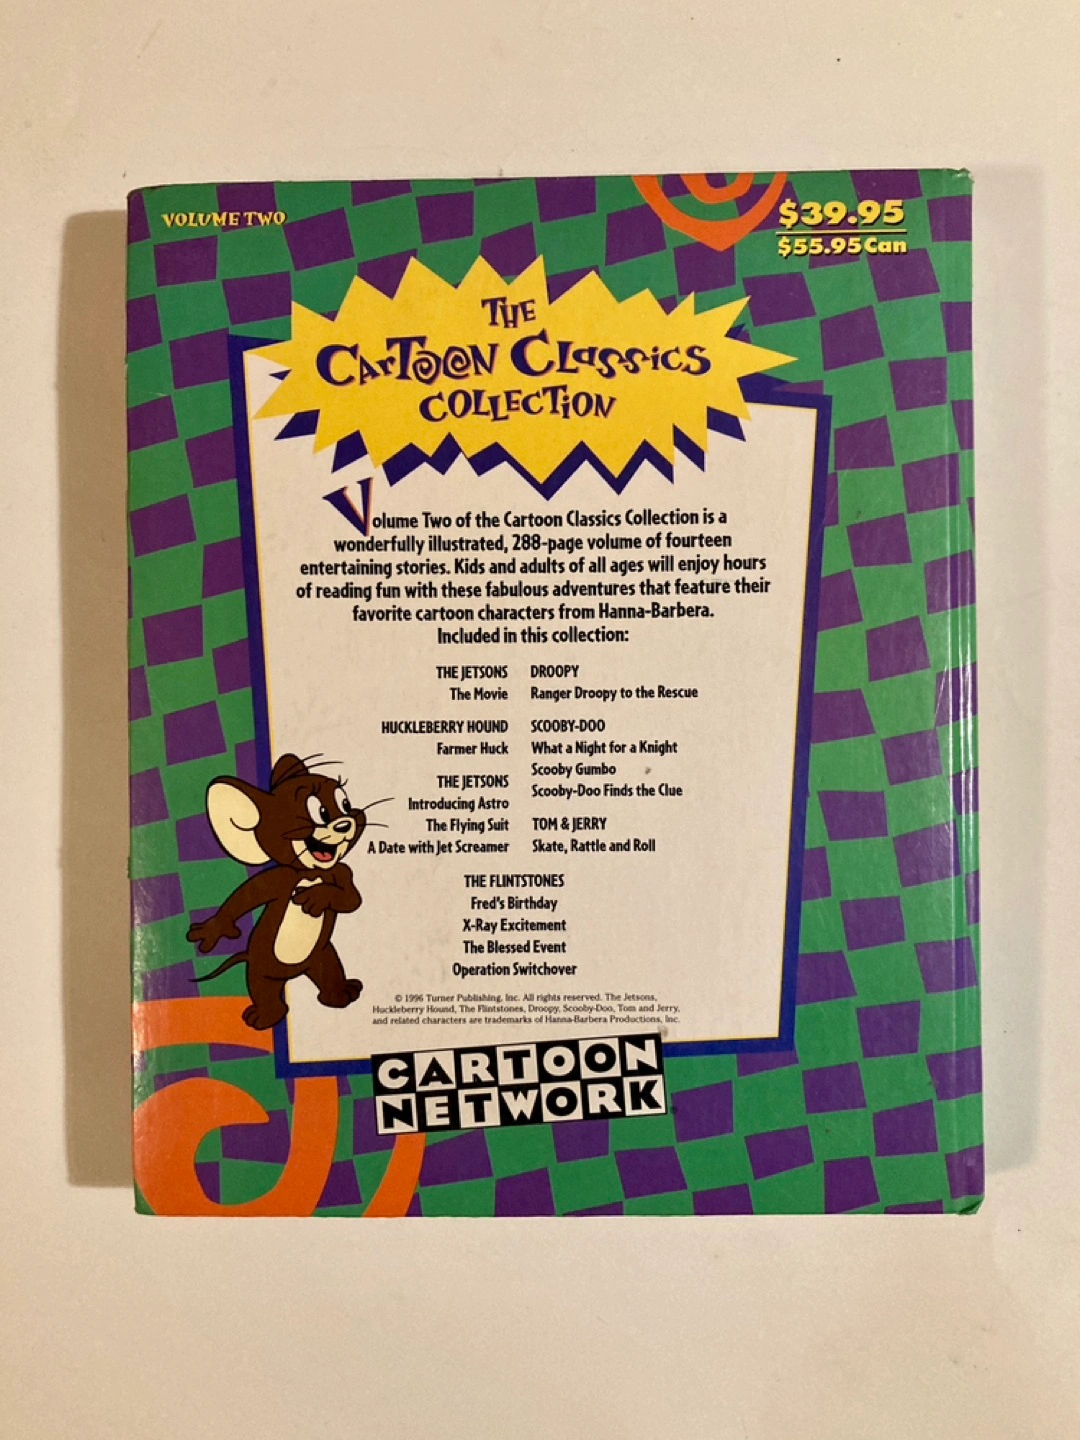 VOLUME TWO
$39.95
$55.95 Can
THE
CARTOON CLASSICS
COLLECTION
Volume Two of the Cartoon Classics Collection is a
wonderfully illustrated, 288-page volume of fourteen
entertaining stories. Kids and adults of all ages will enjoy hours
of reading fun with these fabulous adventures that feature their
favorite cartoon characters from Hanna-Barbera.
Included in this collection:
THE JETSONS
The Movie
HUCKLEBERRY HOUND
Farmer Huck
THE JETSONS
Introducing Astro
The Flying Suit
A Date with Jet Screamer
DROOPY
Ranger Droopy to the Rescue
SCOOBY-DOO
What a Night for a Knight
Scooby Gumbo
Scooby-Doo Finds the Clue
TOM & JERRY
Skate, Rattle and Roll
THE FLINTSTONES
Fred's Birthday
X-Ray Excitement
The Blessed Event
Operation Switchover
© 1996 Turner Publishing, Inc. All rights reserved. The Jetsons,
Huckleberry Hound, The Flintstones, Droopy, Scooby-Doo, Tom and Jerry,
and related characters are trademarks of Hanna-Barbera Productions, Inc.
CARTOON
NETWORK